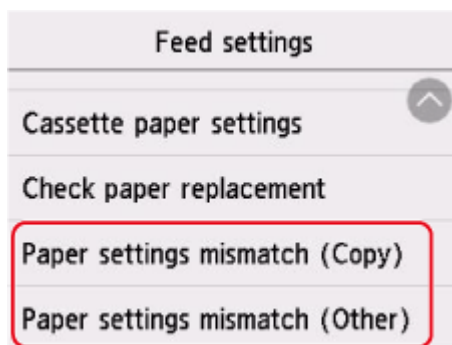 Feed settings
Cassette paper settings
Check paper replacement
Paper settings mismatch (Copy)
Paper settings mismatch (Other)